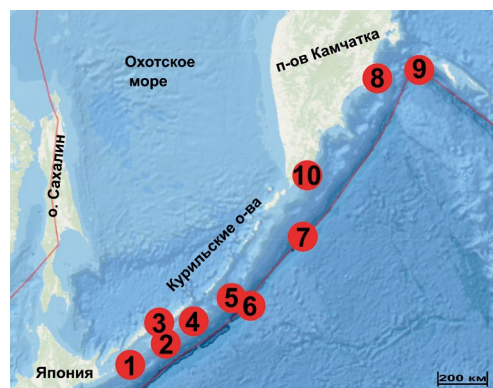 п-ов Камчатка
Охотское
море
8
9
о. Сахалин
10
Курильские о-ва
7
5
6
3
4
2
1
Япония
200 км